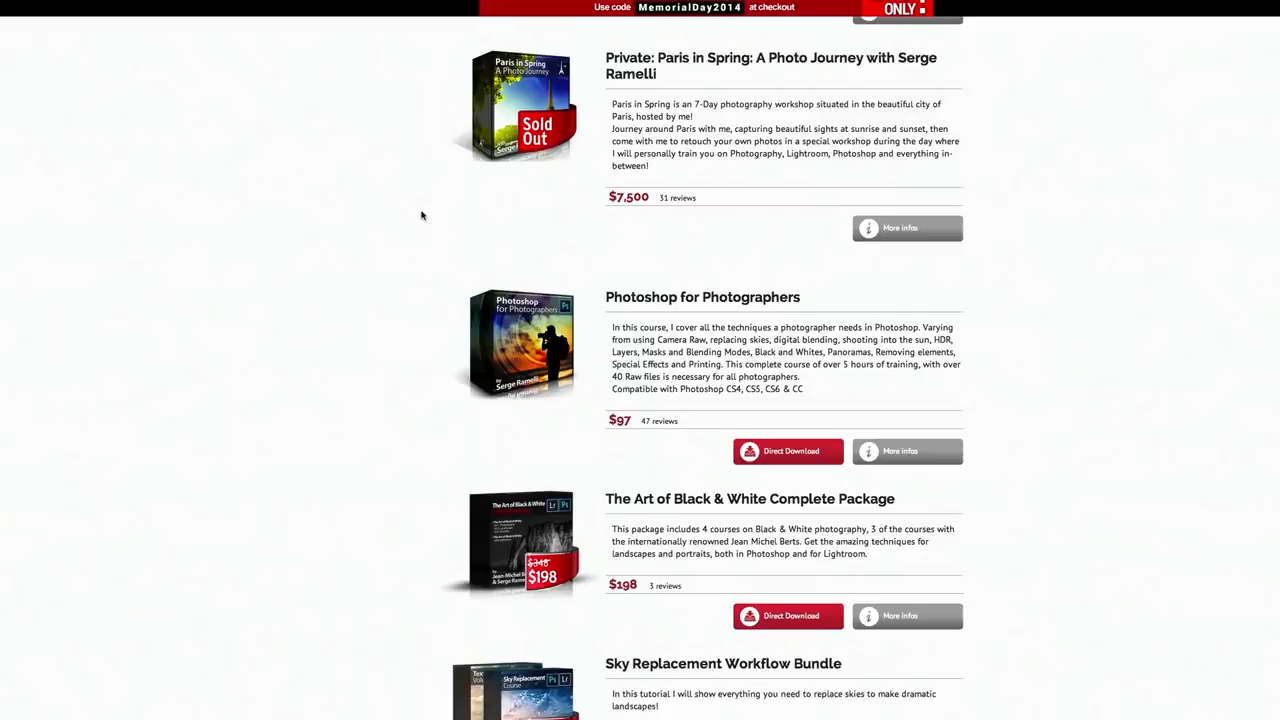 Use code MemorialDay2014 at checkout
ONLY
Paris in Spring
A Photo Journey
Sold
Out
Private: Paris in Spring: A Photo Journey with Serge
Ramelli
Paris in Spring is an 7-Day photography workshop situated in the beautiful city of
Paris, hosted by me!
Journey around Paris with me, capturing beautiful sights at sunrise and sunset, then
come with me to retouch your own photos in a special workshop during the day where
I will personally train you on Photography, Lightroom, Photoshop and everything in-
between!
$7,500 31 reviews
More infos
Photoshop
for Photographers
Ps
by
Serge Ramelli
Photoshop for Photographers
In this course, I cover all the techniques a photographer needs in Photoshop. Varying
from using Camera Raw, replacing skies, digital blending, shooting into the sun, HDR,
Layers, Masks and Blending Modes, Black and Whites, Panoramas, Removing elements,
Special Effects and Printing. This complete course of over 5 hours of training, with over
40 Raw files is necessary for all photographers.
Compatible with Photoshop CS4, CS5, CS6 & CC
$97 47 reviews
Direct Download
More infos
The Art of Black & White
Lr Ps
$348
$198
The Art of Black & White Complete Package
This package includes 4 courses on Black & White photography, 3 of the courses with
the internationally renowned Jean Michel Berts. Get the amazing techniques for
landscapes and portraits, both in Photoshop and for Lightroom.
$198 3 reviews
Direct Download
More infos
Sky Replacement
Course
Ps Lr
Sky Replacement Workflow Bundle
In this tutorial I will show everything you need to replace skies to make dramatic
landscapes!